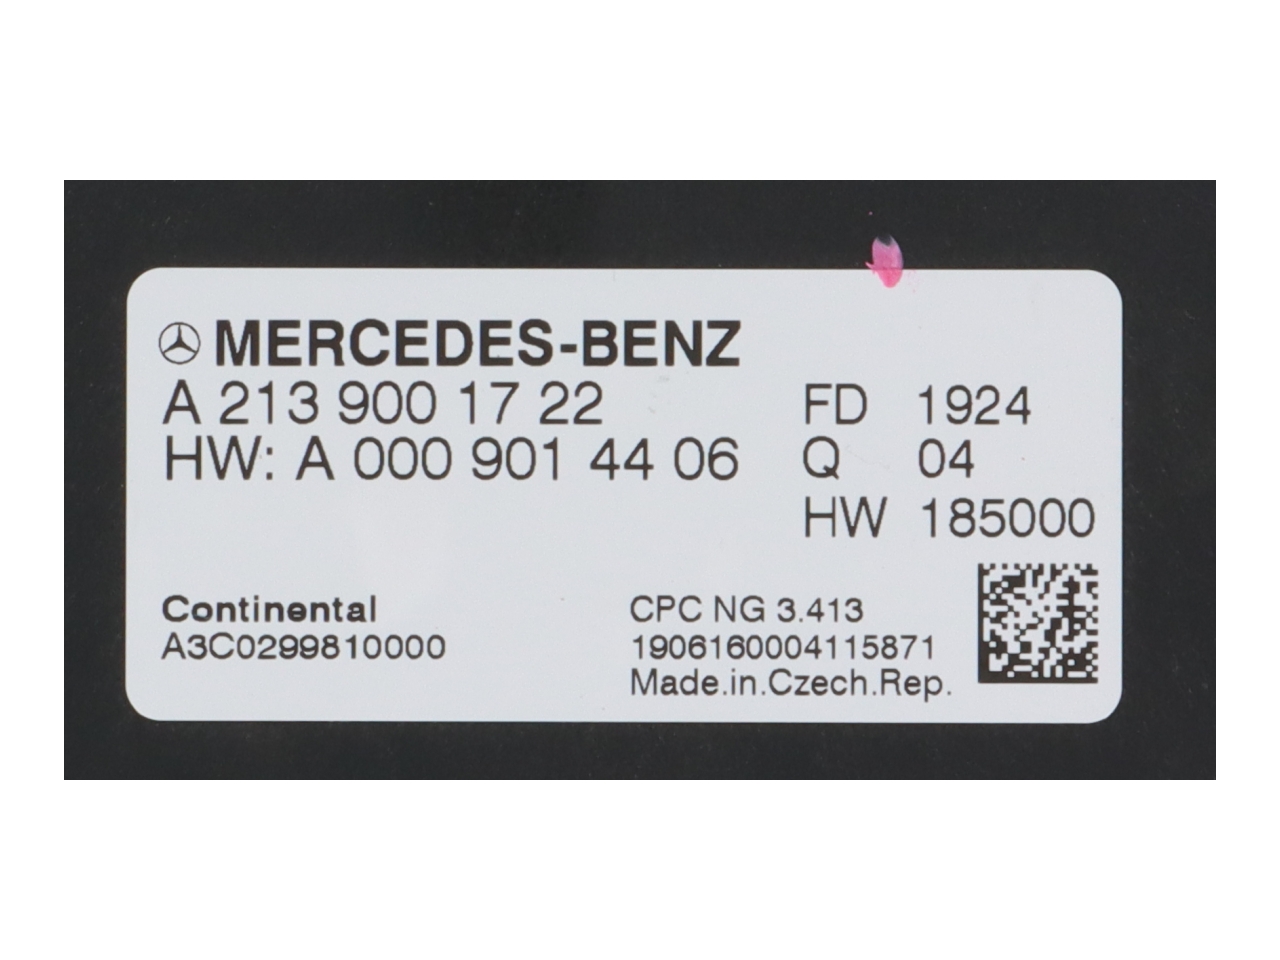 MERCEDES-BENZ
A 213 900 17 22
HW: A 000 901 44 06
FD 1924
Q 04
HW 185000
Continental
A3C0299810000
CPC NG 3.413
1906160004115871
Made.in.Czech.Rep.